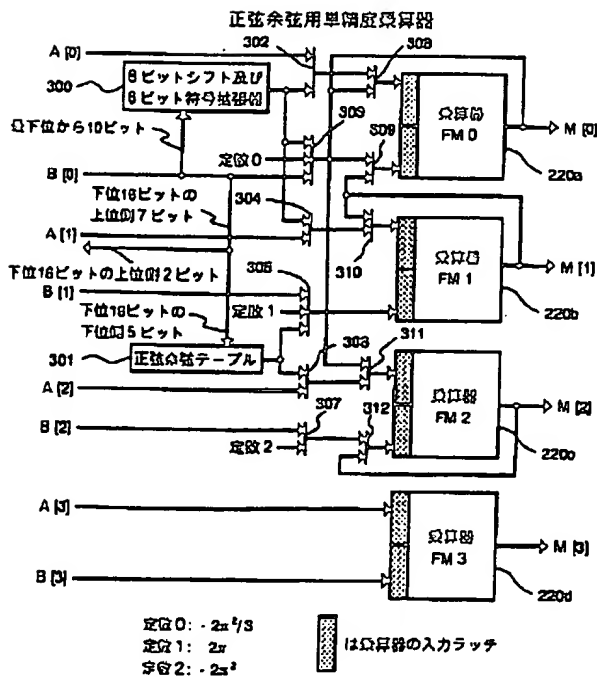 正弦余弦用単精度乗算器
A [0]
302
308
300
6ビットシフト及び
6ビット符号拡張器
乗算器
FM 0
M [0]
303
最下位から10ビット
定数0
309
B [0]
220a
下位16ビットの
上位側7ビット
304
A [1]
310
乗算器
FM 1
M [1]
下位16ビットの上位側2ビット
305
B [1]
220b
下位16ビットの
下位側5ビット
定数1
301
正弦余弦テーブル
306
311
A [2]
乗算器
FM 2
M [2]
307
312
B [2]
定数2
220c
A [3]
乗算器
FM 3
M [3]
B [3]
220d
定数0: - 2π²/3
定数1: 2π
定数2: - 2π²
は乗算器の入力ラッチ